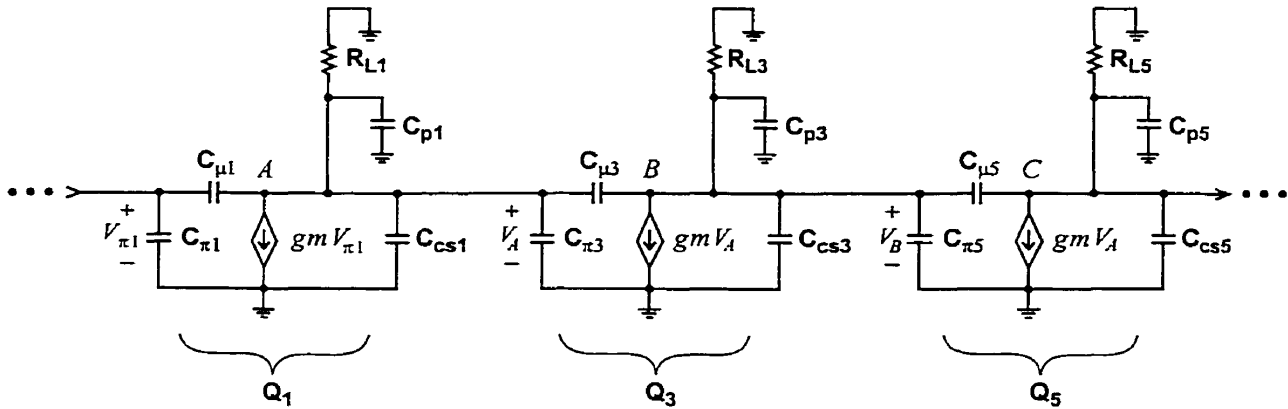 R_L1 R_L3 R_L5
C_p1 C_p3 C_p5
C_μ1 A C_μ3 B C_μ5 C
+ + +
V_π1 C_π1 gm V_π1 C_cs1 V_A C_π3 gm V_A C_cs3 V_B C_π5 gm V_A C_cs5
− − −
Q_1 Q_3 Q_5